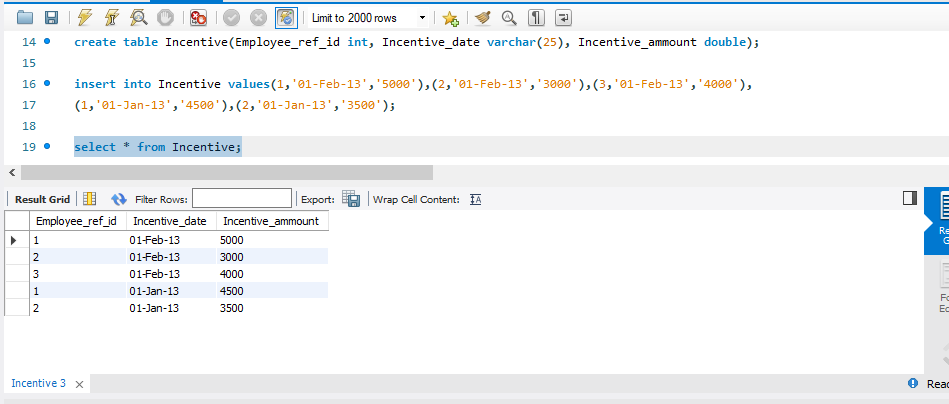 Limit to 2000 rows
14 create table Incentive(Employee_ref_id int, Incentive_date varchar(25), Incentive_ammount double);
15
16 insert into Incentive values(1,'01-Feb-13','5000'),(2,'01-Feb-13','3000'),(3,'01-Feb-13','4000'),
17 (1,'01-Jan-13','4500'),(2,'01-Jan-13','3500');
18
19 select * from Incentive;
Result Grid Filter Rows: Export: Wrap Cell Content: IA
Employee_ref_id Incentive_date Incentive_ammount
1 01-Feb-13 5000
2 01-Feb-13 3000
3 01-Feb-13 4000
1 01-Jan-13 4500
2 01-Jan-13 3500
Re
G
Fo
Ec
Incentive 3
Read